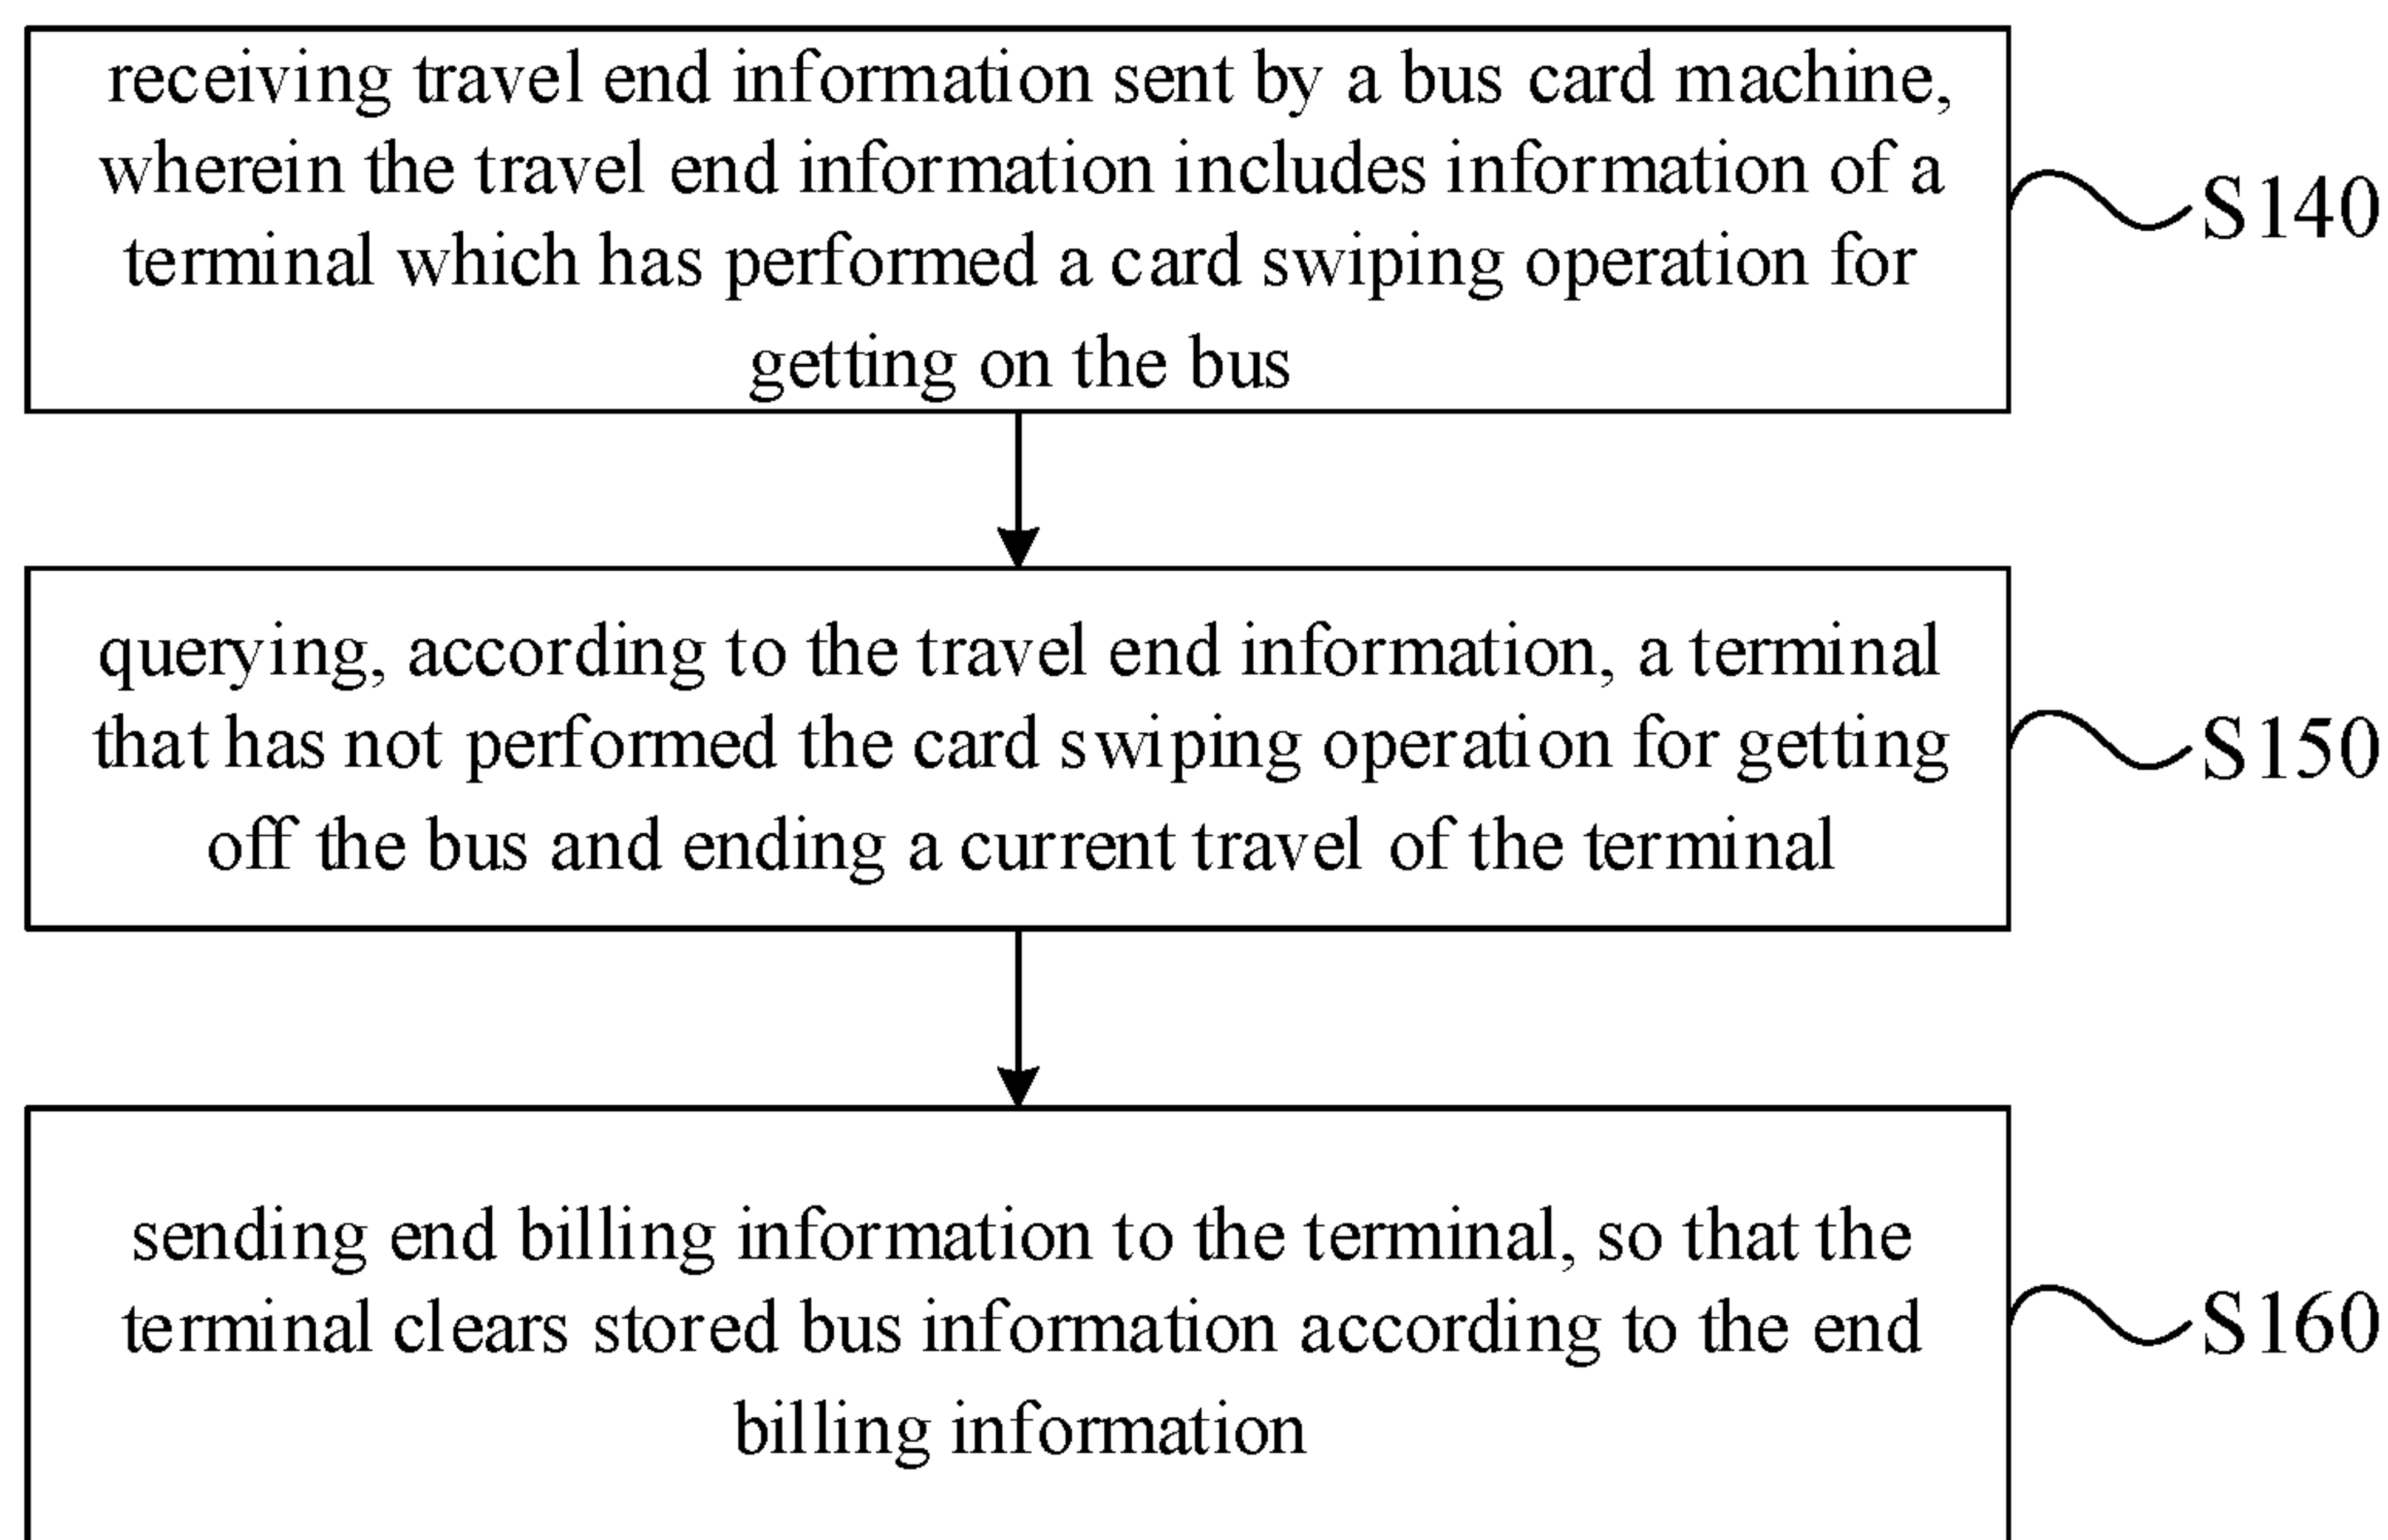 receiving travel end information sent by a bus card machine,
wherein the travel end information includes information of a
terminal which has performed a card swiping operation for
getting on the bus
S140
querying, according to the travel end information, a terminal
that has not performed the card swiping operation for getting
off the bus and ending a current travel of the terminal
S150
sending end billing information to the terminal, so that the
terminal clears stored bus information according to the end
billing information
S160